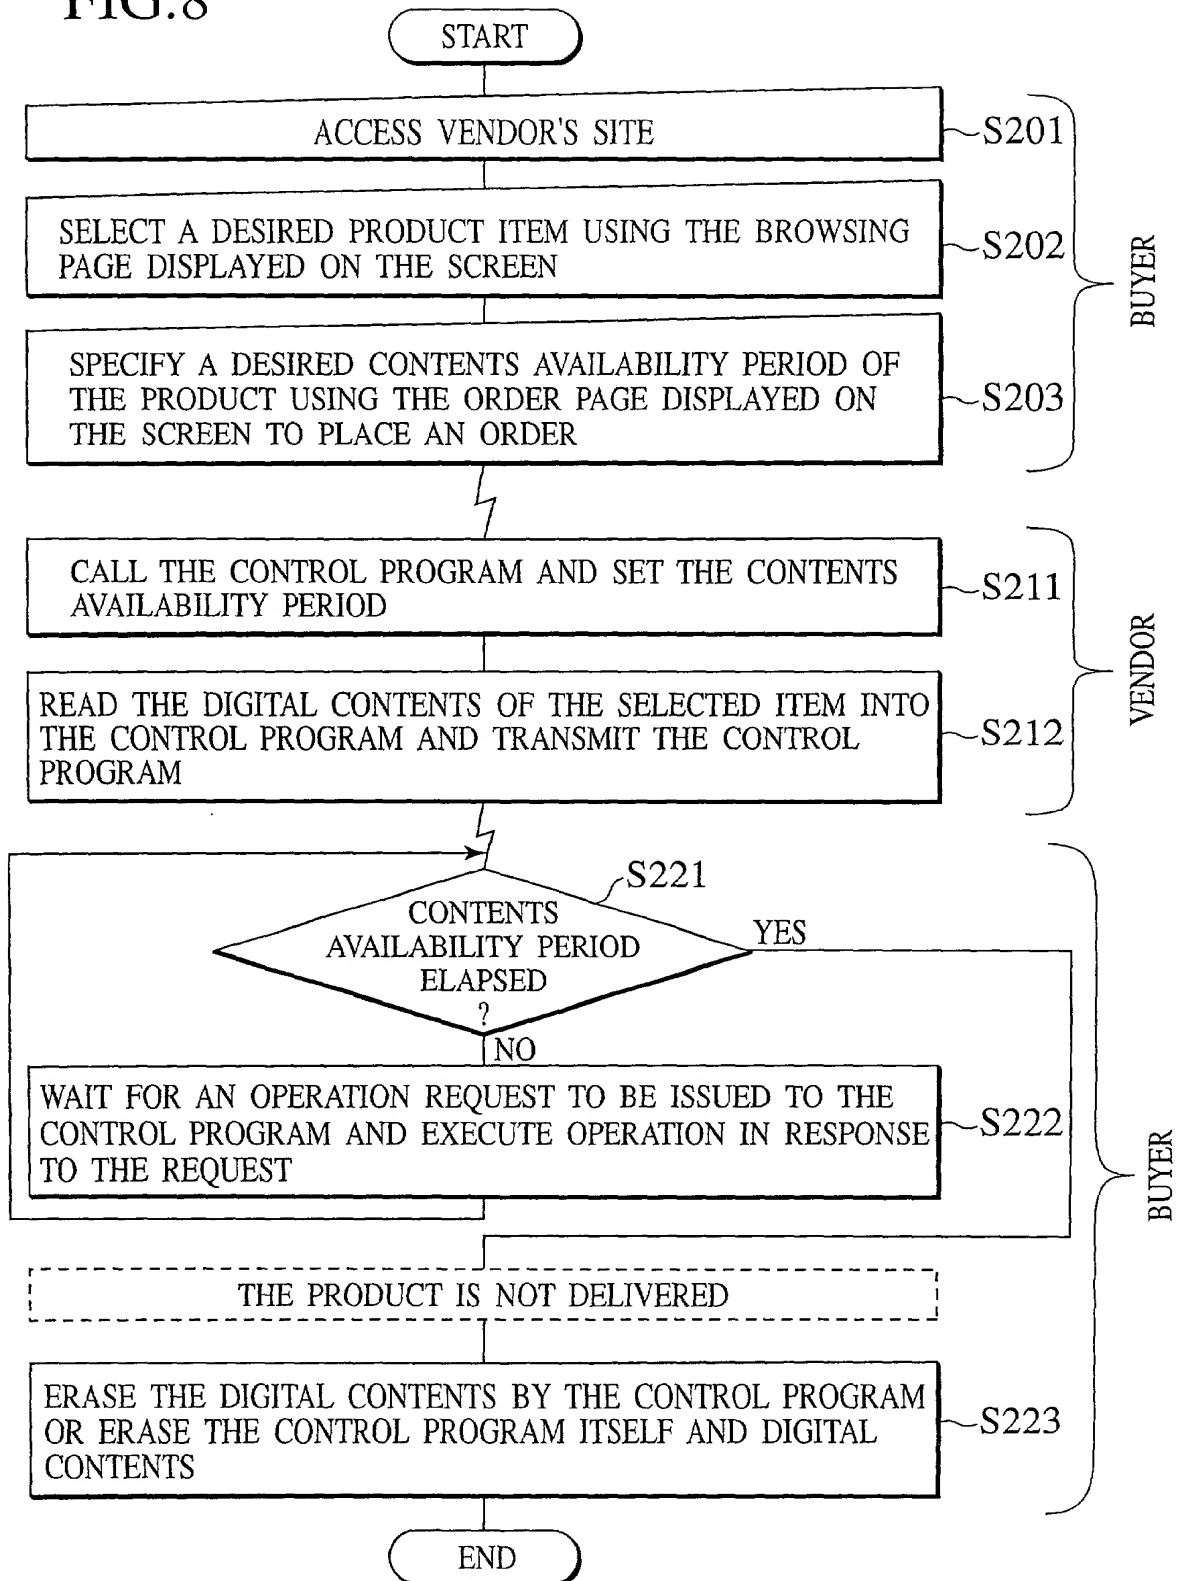 FIG.8
START
ACCESS VENDOR'S SITE
S201
SELECT A DESIRED PRODUCT ITEM USING THE BROWSING
PAGE DISPLAYED ON THE SCREEN
S202
SPECIFY A DESIRED CONTENTS AVAILABILITY PERIOD OF
THE PRODUCT USING THE ORDER PAGE DISPLAYED ON
THE SCREEN TO PLACE AN ORDER
S203
BUYER
CALL THE CONTROL PROGRAM AND SET THE CONTENTS
AVAILABILITY PERIOD
S211
READ THE DIGITAL CONTENTS OF THE SELECTED ITEM INTO
THE CONTROL PROGRAM AND TRANSMIT THE CONTROL
PROGRAM
S212
VENDOR
S221
CONTENTS
AVAILABILITY PERIOD
ELAPSED
?
YES
NO
WAIT FOR AN OPERATION REQUEST TO BE ISSUED TO THE
CONTROL PROGRAM AND EXECUTE OPERATION IN RESPONSE
TO THE REQUEST
S222
BUYER
THE PRODUCT IS NOT DELIVERED
ERASE THE DIGITAL CONTENTS BY THE CONTROL PROGRAM
OR ERASE THE CONTROL PROGRAM ITSELF AND DIGITAL
CONTENTS
S223
END